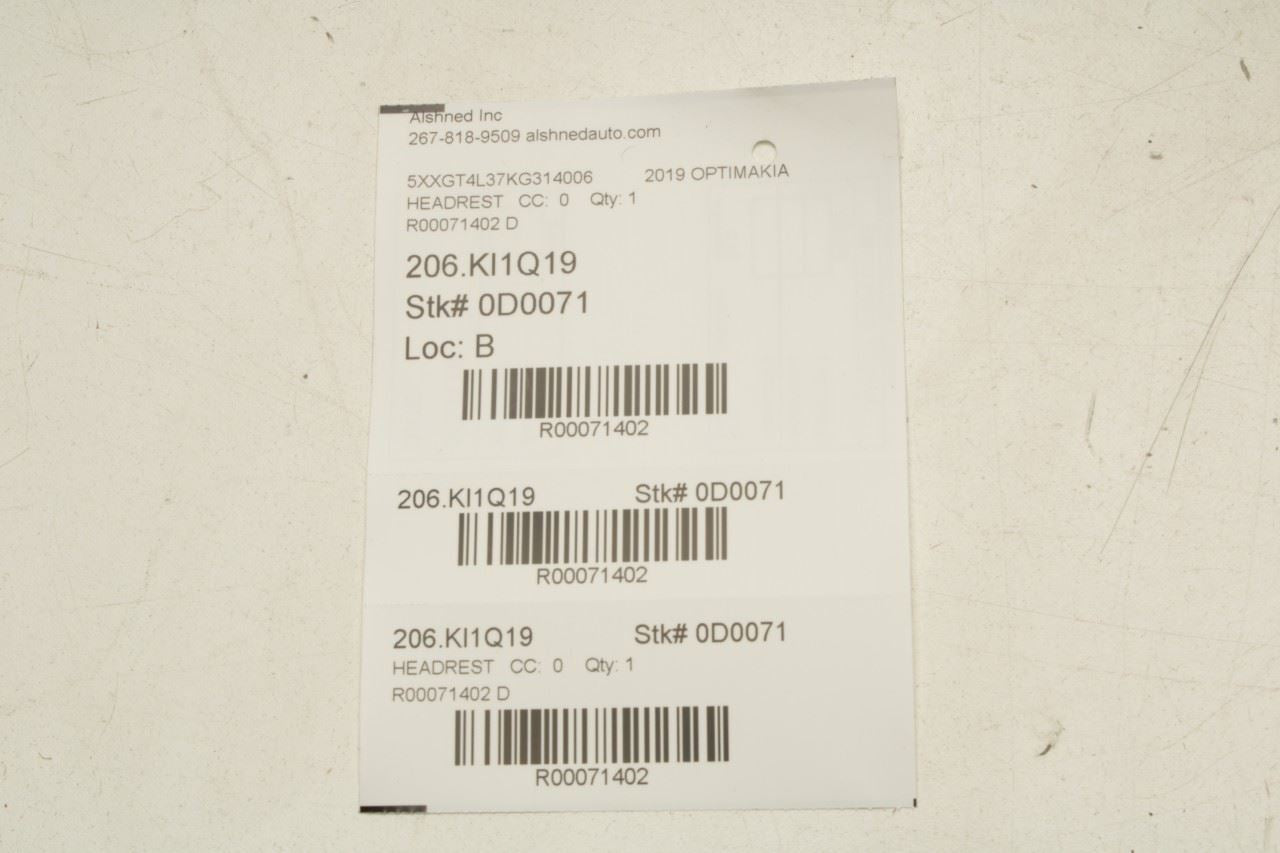 Alshned Inc
267-818-9509 alshnedauto.com
5XXGT4L37KG314006 2019 OPTIMAKIA
HEADREST CC: 0 Qty: 1
R00071402 D
206.KI1Q19
Stk# 0D0071
Loc: B
R00071402
206.KI1Q19 Stk# 0D0071
R00071402
206.KI1Q19 Stk# 0D0071
HEADREST CC: 0 Qty: 1
R00071402 D
R00071402